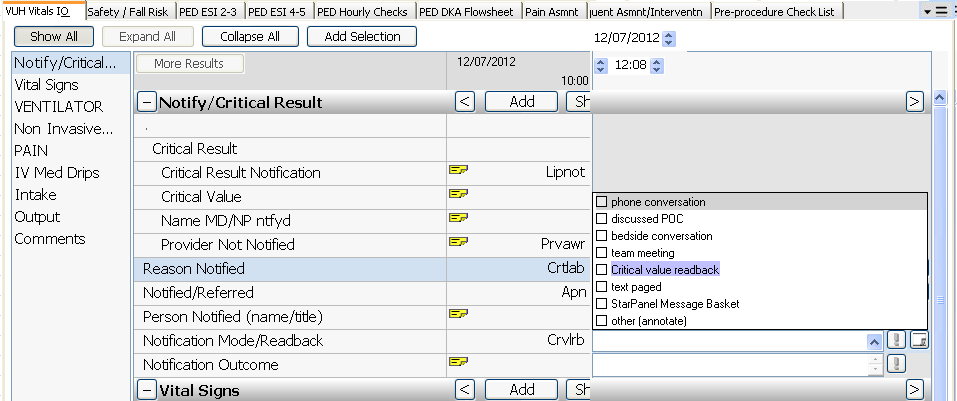 VUH Vitals IO Safety / Fall Risk PED ESI 2-3 PED ESI 4-5 PED Hourly Checks PED DKA Flowsheet Pain Asmnt quent Asmnt/Interventn Pre-procedure Check List
Show All Expand All Collapse All Add Selection 12/07/2012
Notify/Critical...
Vital Signs
VENTILATOR
Non Invasive...
PAIN
IV Med Drips
Intake
Output
Comments
More Results 12/07/2012 12:08
10:00
Notify/Critical Result < Add Sh >
Critical Result
Critical Result Notification Lipnot
Critical Value
Name MD/NP ntfyd
Provider Not Notified Prvawr
Reason Notified Crtlab
Notified/Referred Apn
Person Notified (name/title)
Notification Mode/Readback Crvlrb
Notification Outcome
Vital Signs < Add Sh >
phone conversation
discussed POC
bedside conversation
team meeting
Critical value readback
text paged
StarPanel Message Basket
other (annotate)